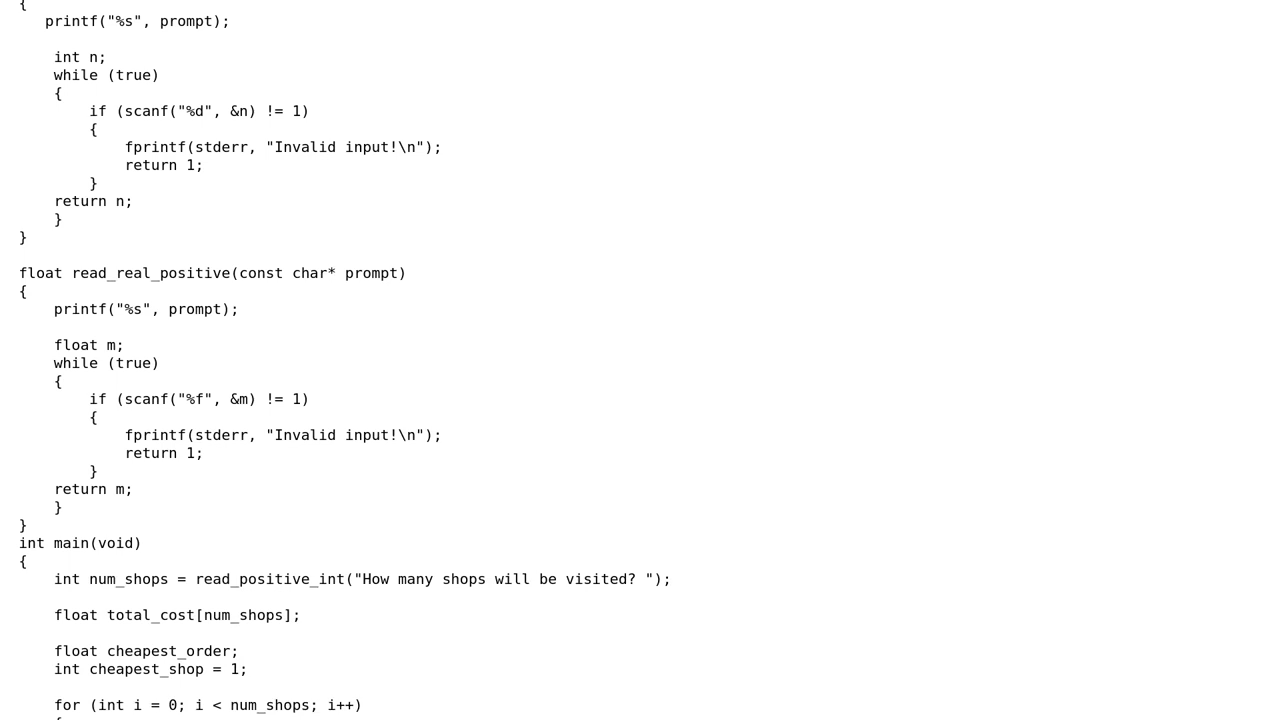 {
   printf("%s", prompt);

    int n;
    while (true)
    {
        if (scanf("%d", &n) != 1)
        {
            fprintf(stderr, "Invalid input!\n");
            return 1;
        }
    return n;
    }
}

float read_real_positive(const char* prompt)
{
    printf("%s", prompt);

    float m;
    while (true)
    {
        if (scanf("%f", &m) != 1)
        {
            fprintf(stderr, "Invalid input!\n");
            return 1;
        }
    return m;
    }
}
int main(void)
{
    int num_shops = read_positive_int("How many shops will be visited? ");

    float total_cost[num_shops];

    float cheapest_order;
    int cheapest_shop = 1;

    for (int i = 0; i < num_shops; i++)
    {